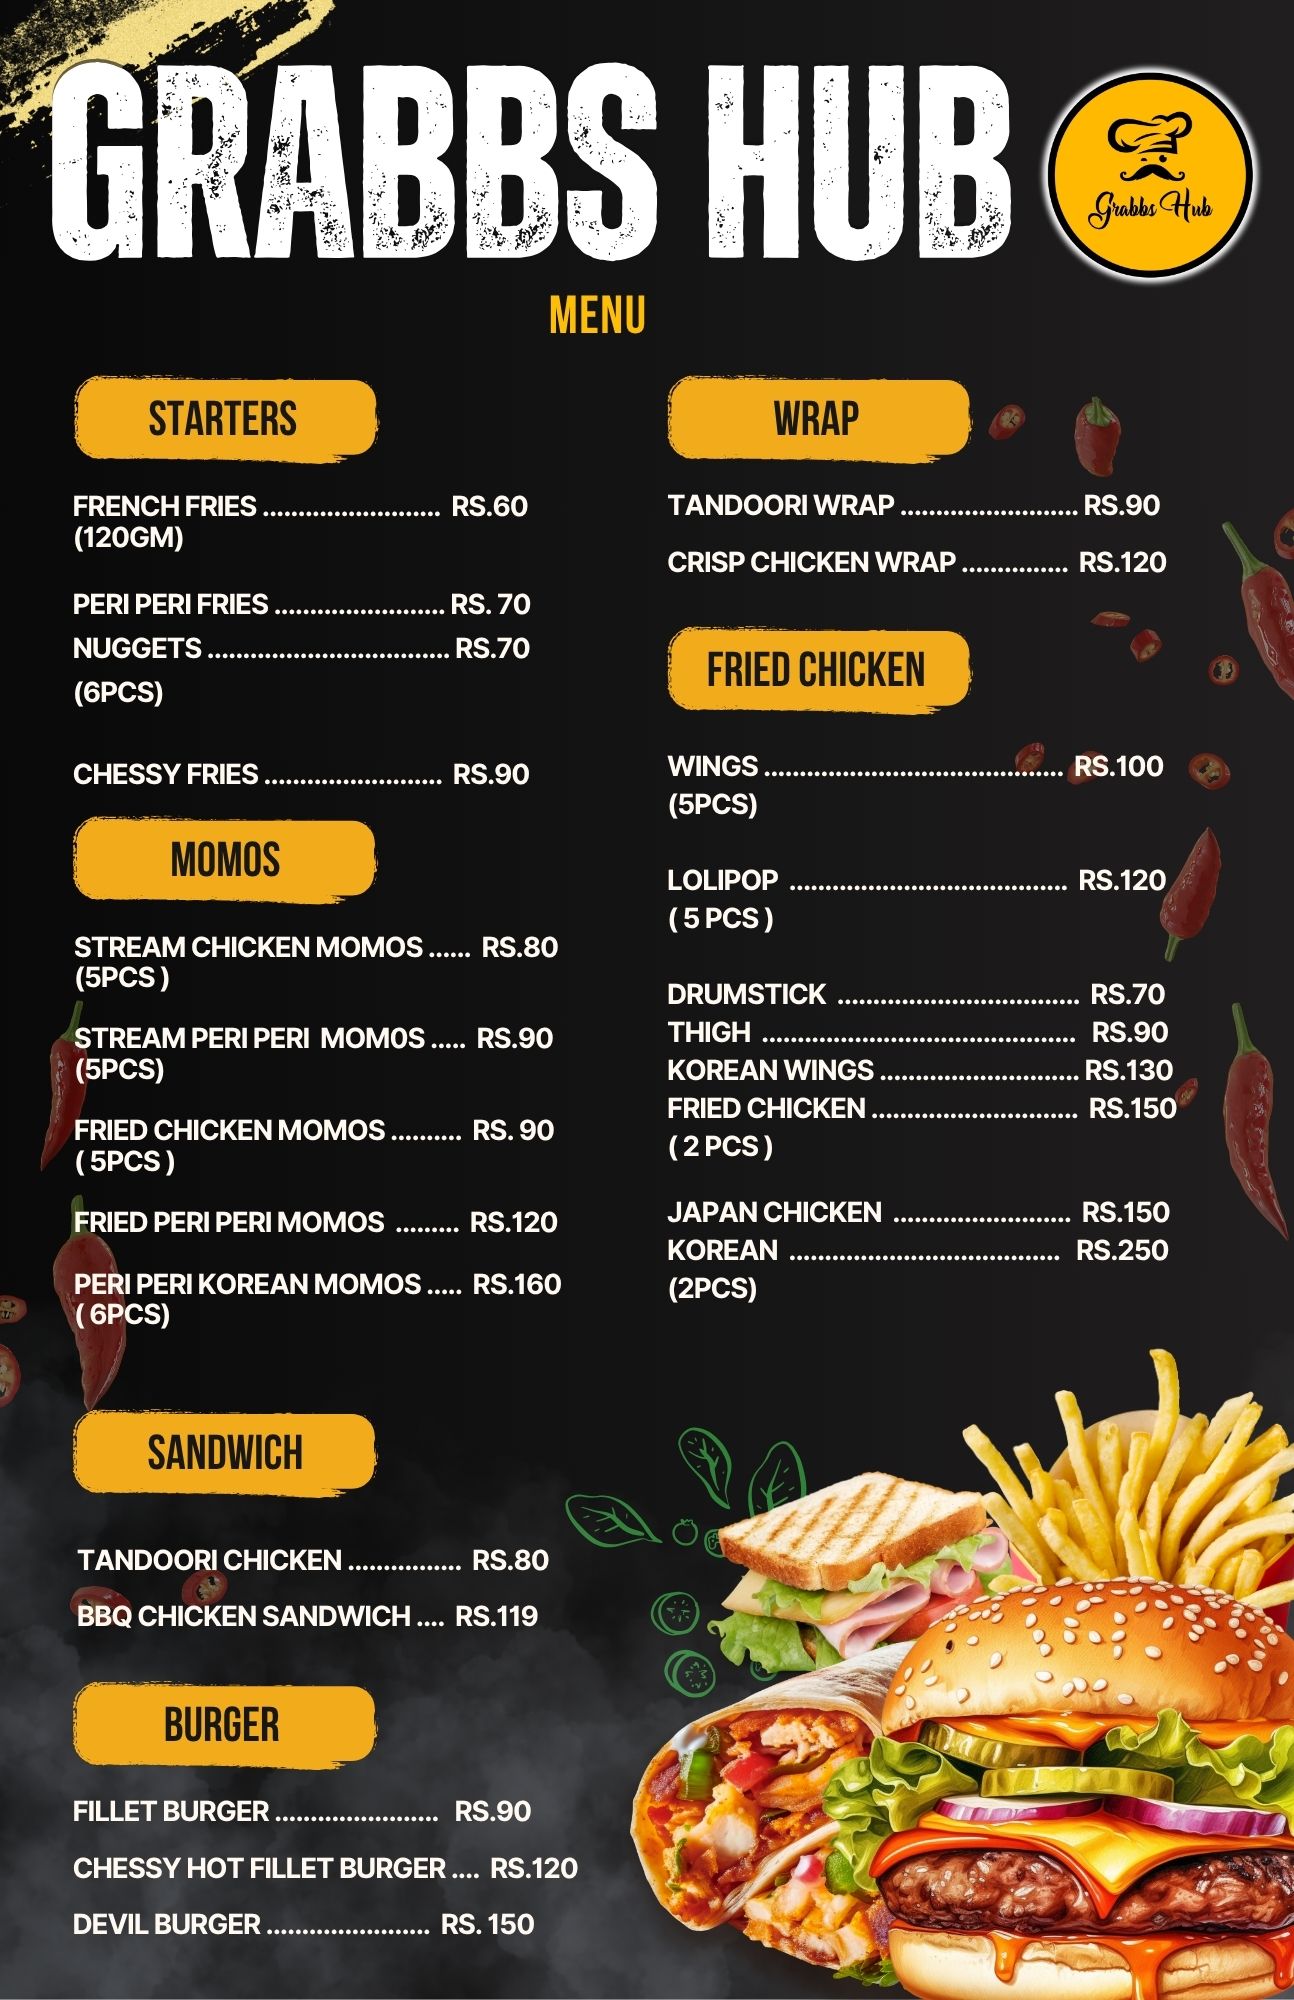 GRABBS HUB
Grabbs Hub
MENU
STARTERS
FRENCH FRIES ......................... RS.60
(120GM)
PERI PERI FRIES ........................ RS. 70
NUGGETS .................................. RS.70
(6PCS)
CHESSY FRIES ......................... RS.90
MOMOS
STREAM CHICKEN MOMOS ...... RS.80
(5PCS )
STREAM PERI PERI MOM0S ..... RS.90
(5PCS)
FRIED CHICKEN MOMOS .......... RS. 90
( 5PCS )
FRIED PERI PERI MOMOS ......... RS.120
PERI PERI KOREAN MOMOS ..... RS.160
( 6PCS)
SANDWICH
TANDOORI CHICKEN ................ RS.80
BBQ CHICKEN SANDWICH .... RS.119
BURGER
FILLET BURGER ....................... RS.90
CHESSY HOT FILLET BURGER .... RS.120
DEVIL BURGER ....................... RS. 150
WRAP
TANDOORI WRAP ......................... RS.90
CRISP CHICKEN WRAP ............... RS.120
FRIED CHICKEN
WINGS .......................................... RS.100
(5PCS)
LOLIPOP ....................................... RS.120
( 5 PCS )
DRUMSTICK .................................. RS.70
THIGH ............................................ RS.90
KOREAN WINGS ............................ RS.130
FRIED CHICKEN ............................. RS.150
( 2 PCS )
JAPAN CHICKEN ......................... RS.150
KOREAN ...................................... RS.250
(2PCS)